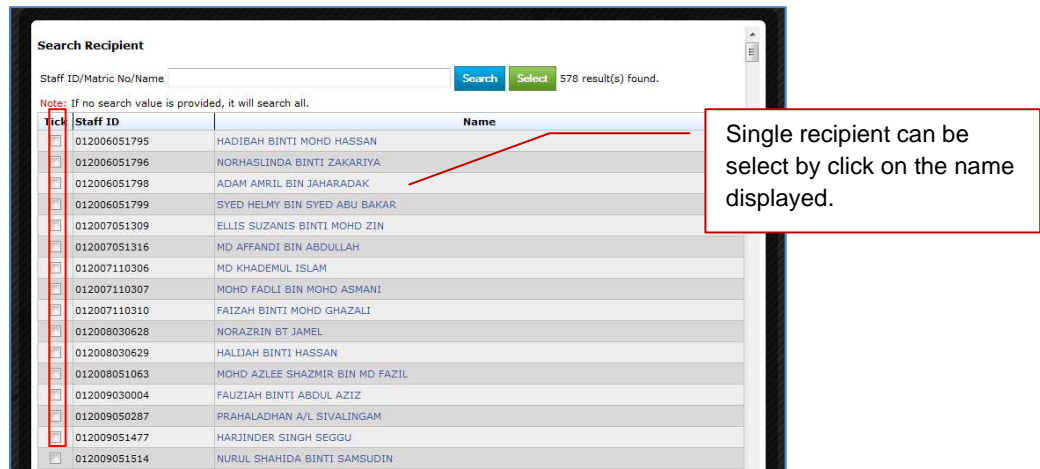 Search Recipient
Staff ID/Matric No/Name Search Select 578 result(s) found.
Note: If no search value is provided, it will search all.
Tick Staff ID Name
012006051795 HADIBAH BINTI MOHD HASSAN
012006051796 NORHASLINDA BINTI ZAKARIYA
012006051798 ADAM AMRIL BIN JAHARADAK
012006051799 SYED HELMY BIN SYED ABU BAKAR
012007051309 ELLIS SUZANIS BINTI MOHD ZIN
012007051316 MD AFFANDI BIN ABDULLAH
012007110306 MD KHADEMUL ISLAM
012007110307 MOHD FADLI BIN MOHD ASMANI
012007110310 FAIZAH BINTI MOHD GHAZALI
012008030628 NORAZRIN BT JAMEL
012008030629 HALIJAH BINTI HASSAN
012008051063 MOHD AZLEE SHAZMIR BIN MD FAZIL
012009030004 FAUZIAH BINTI ABDUL AZIZ
012009050287 PRAHALADHAN A/L SIVALINGAM
012009051477 HARJINDER SINGH SEGGU
012009051514 NURUL SHAHIDA BINTI SAMSUDIN
Single recipient can be
select by click on the name
displayed.